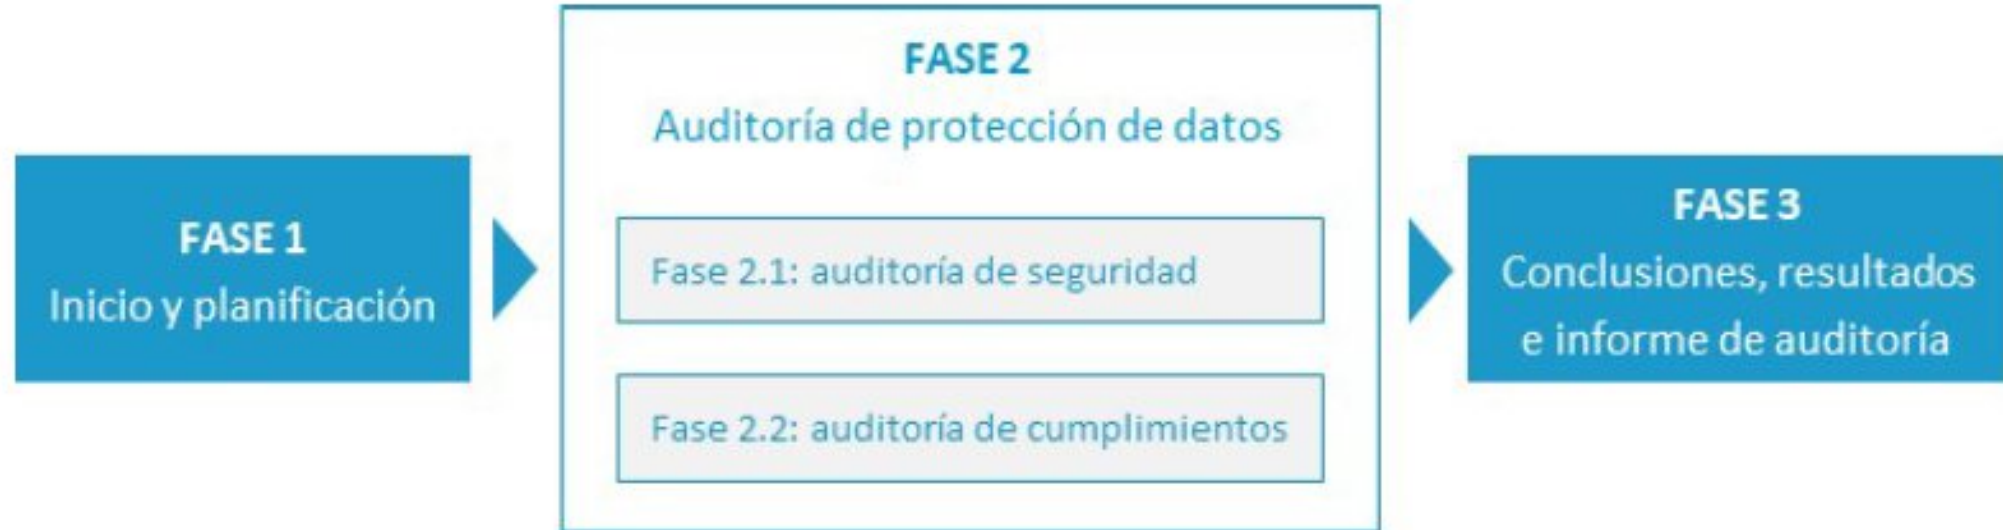 FASE 1
Inicio y planificación
FASE 2
Auditoría de protección de datos
Fase 2.1: auditoría de seguridad
Fase 2.2: auditoría de cumplimientos
FASE 3
Conclusiones, resultados
e informe de auditoría